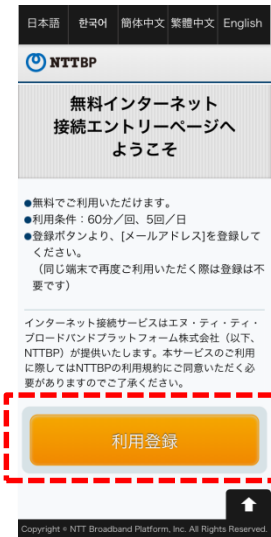 日本語 한국어 簡体中文 繁體中文 English
NTTBP
無料インターネット
接続エントリーページへ
ようこそ
●無料でご利用いただけます。
●利用条件：60分／回、5回／日
●登録ボタンより、[メールアドレス]を登録して
ください。
（同じ端末で再度ご利用いただく際は登録は不
要です）
インターネット接続サービスはエヌ・ティ・ティ・
ブロードバンドプラットフォーム株式会社（以下、
NTTBP）が提供いたします。本サービスのご利用
に際してはNTTBPの利用規約にご同意いただく必
要がありますのでご了承ください。
利用登録
Copyright © NTT Broadband Platform, Inc. All Rights Reserved.